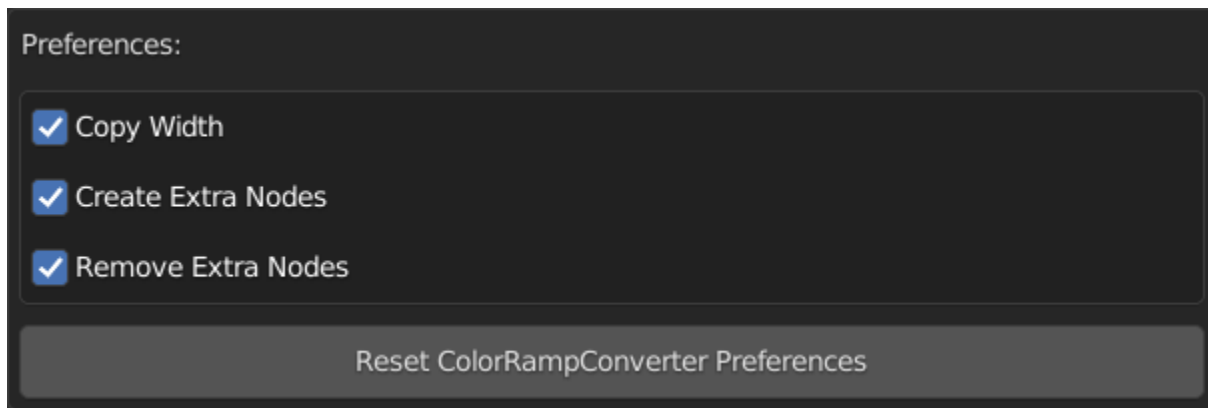 Preferences:
Copy Width
Create Extra Nodes
Remove Extra Nodes
Reset ColorRampConverter Preferences